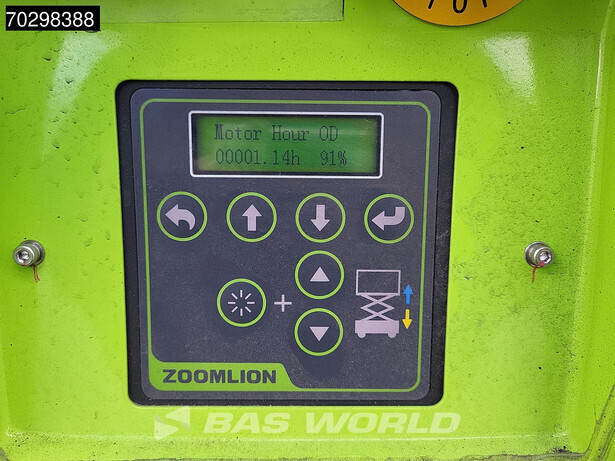 70298388
Motor Hour OD
00001.14h 91%
+
ZOOMLION
BAS WORLD